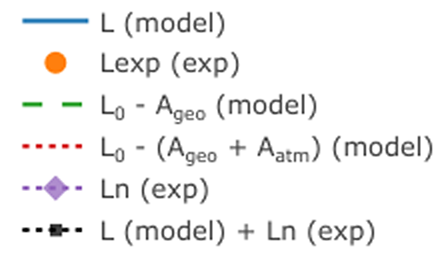 L (model)
Lexp (exp)
L₀ - A_geo (model)
L₀ - (A_geo + A_atm) (model)
Ln (exp)
L (model) + Ln (exp)